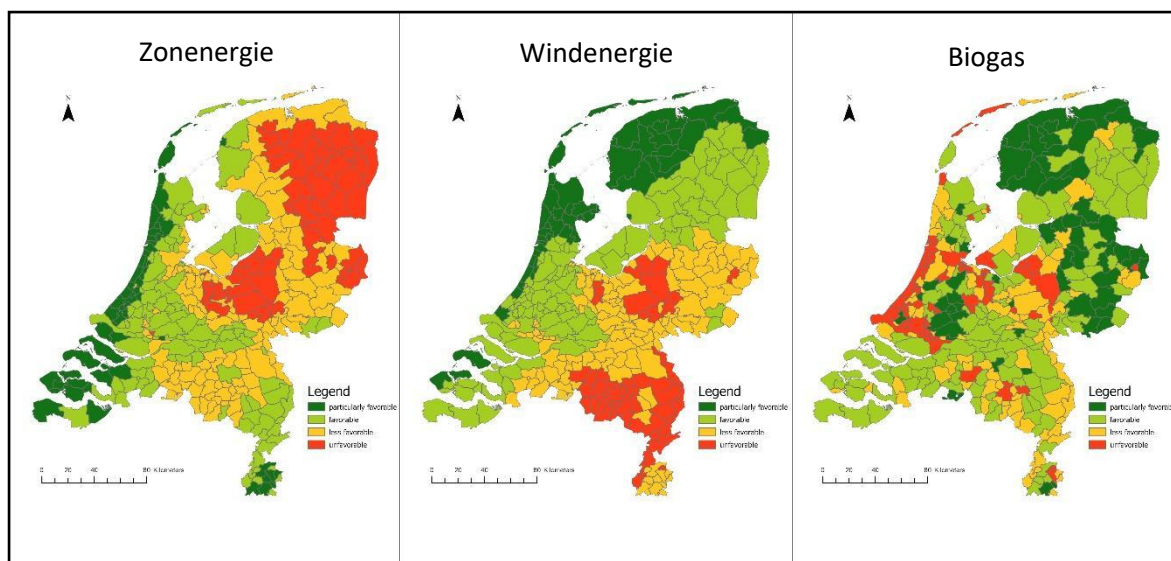 Zonenergie
N
Legend
particularly favorable
favorable
less favorable
unfavorable
0 20 40 80 Kilometers
Windenergie
N
Legend
particularly favorable
favorable
less favorable
unfavorable
0 20 40 80 Kilometers
Biogas
N
Legend
particularly favorable
favorable
less favorable
unfavorable
0 20 40 80 Kilometers